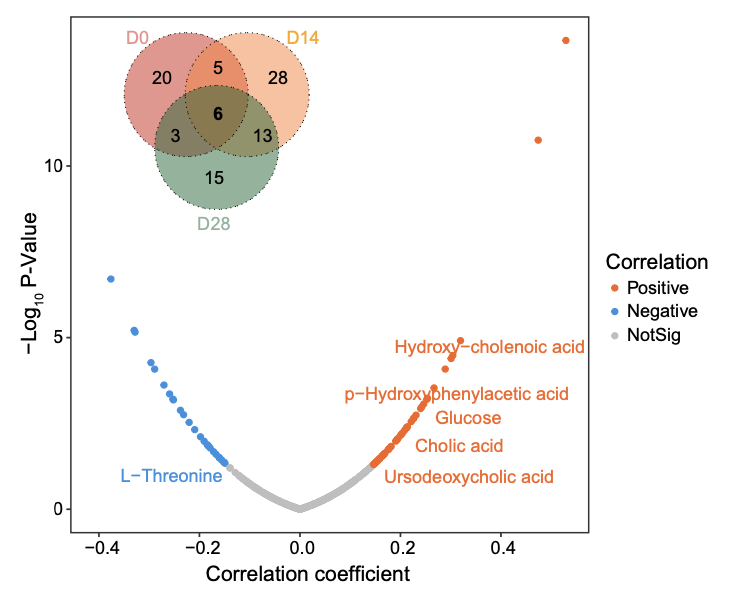 D0
D14
20
5
28
6
3
13
15
D28
10
5
0
−Log10 P-Value
Hydroxy−cholenoic acid
p−Hydroxyphenylacetic acid
Glucose
Cholic acid
L−Threonine
Ursodeoxycholic acid
−0.4
−0.2
0.0
0.2
0.4
Correlation coefficient
Correlation
Positive
Negative
NotSig